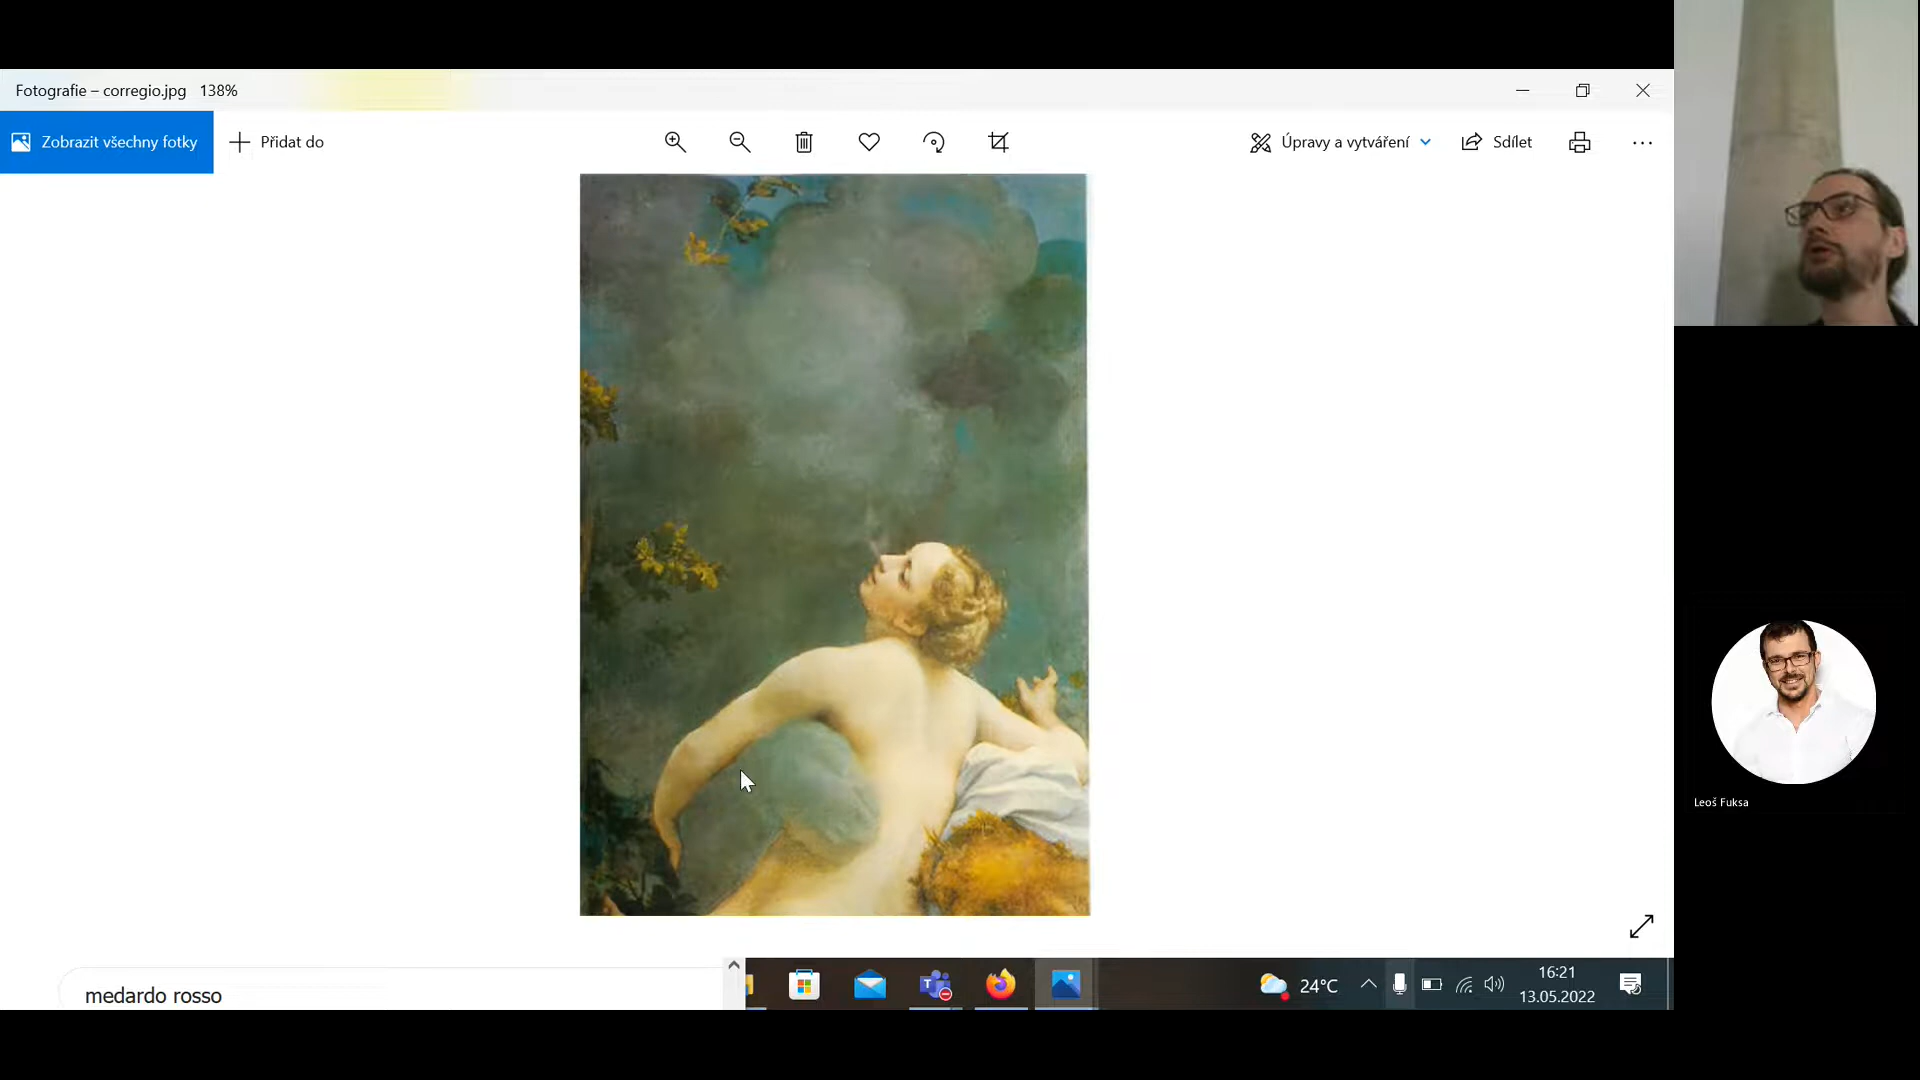 Fotografie – corregio.jpg 138%
Zobrazit všechny fotky
Přidat do
Úpravy a vytváření
Sdílet
Leoš Fuksa
medardo rosso
24°C
16:21
13.05.2022